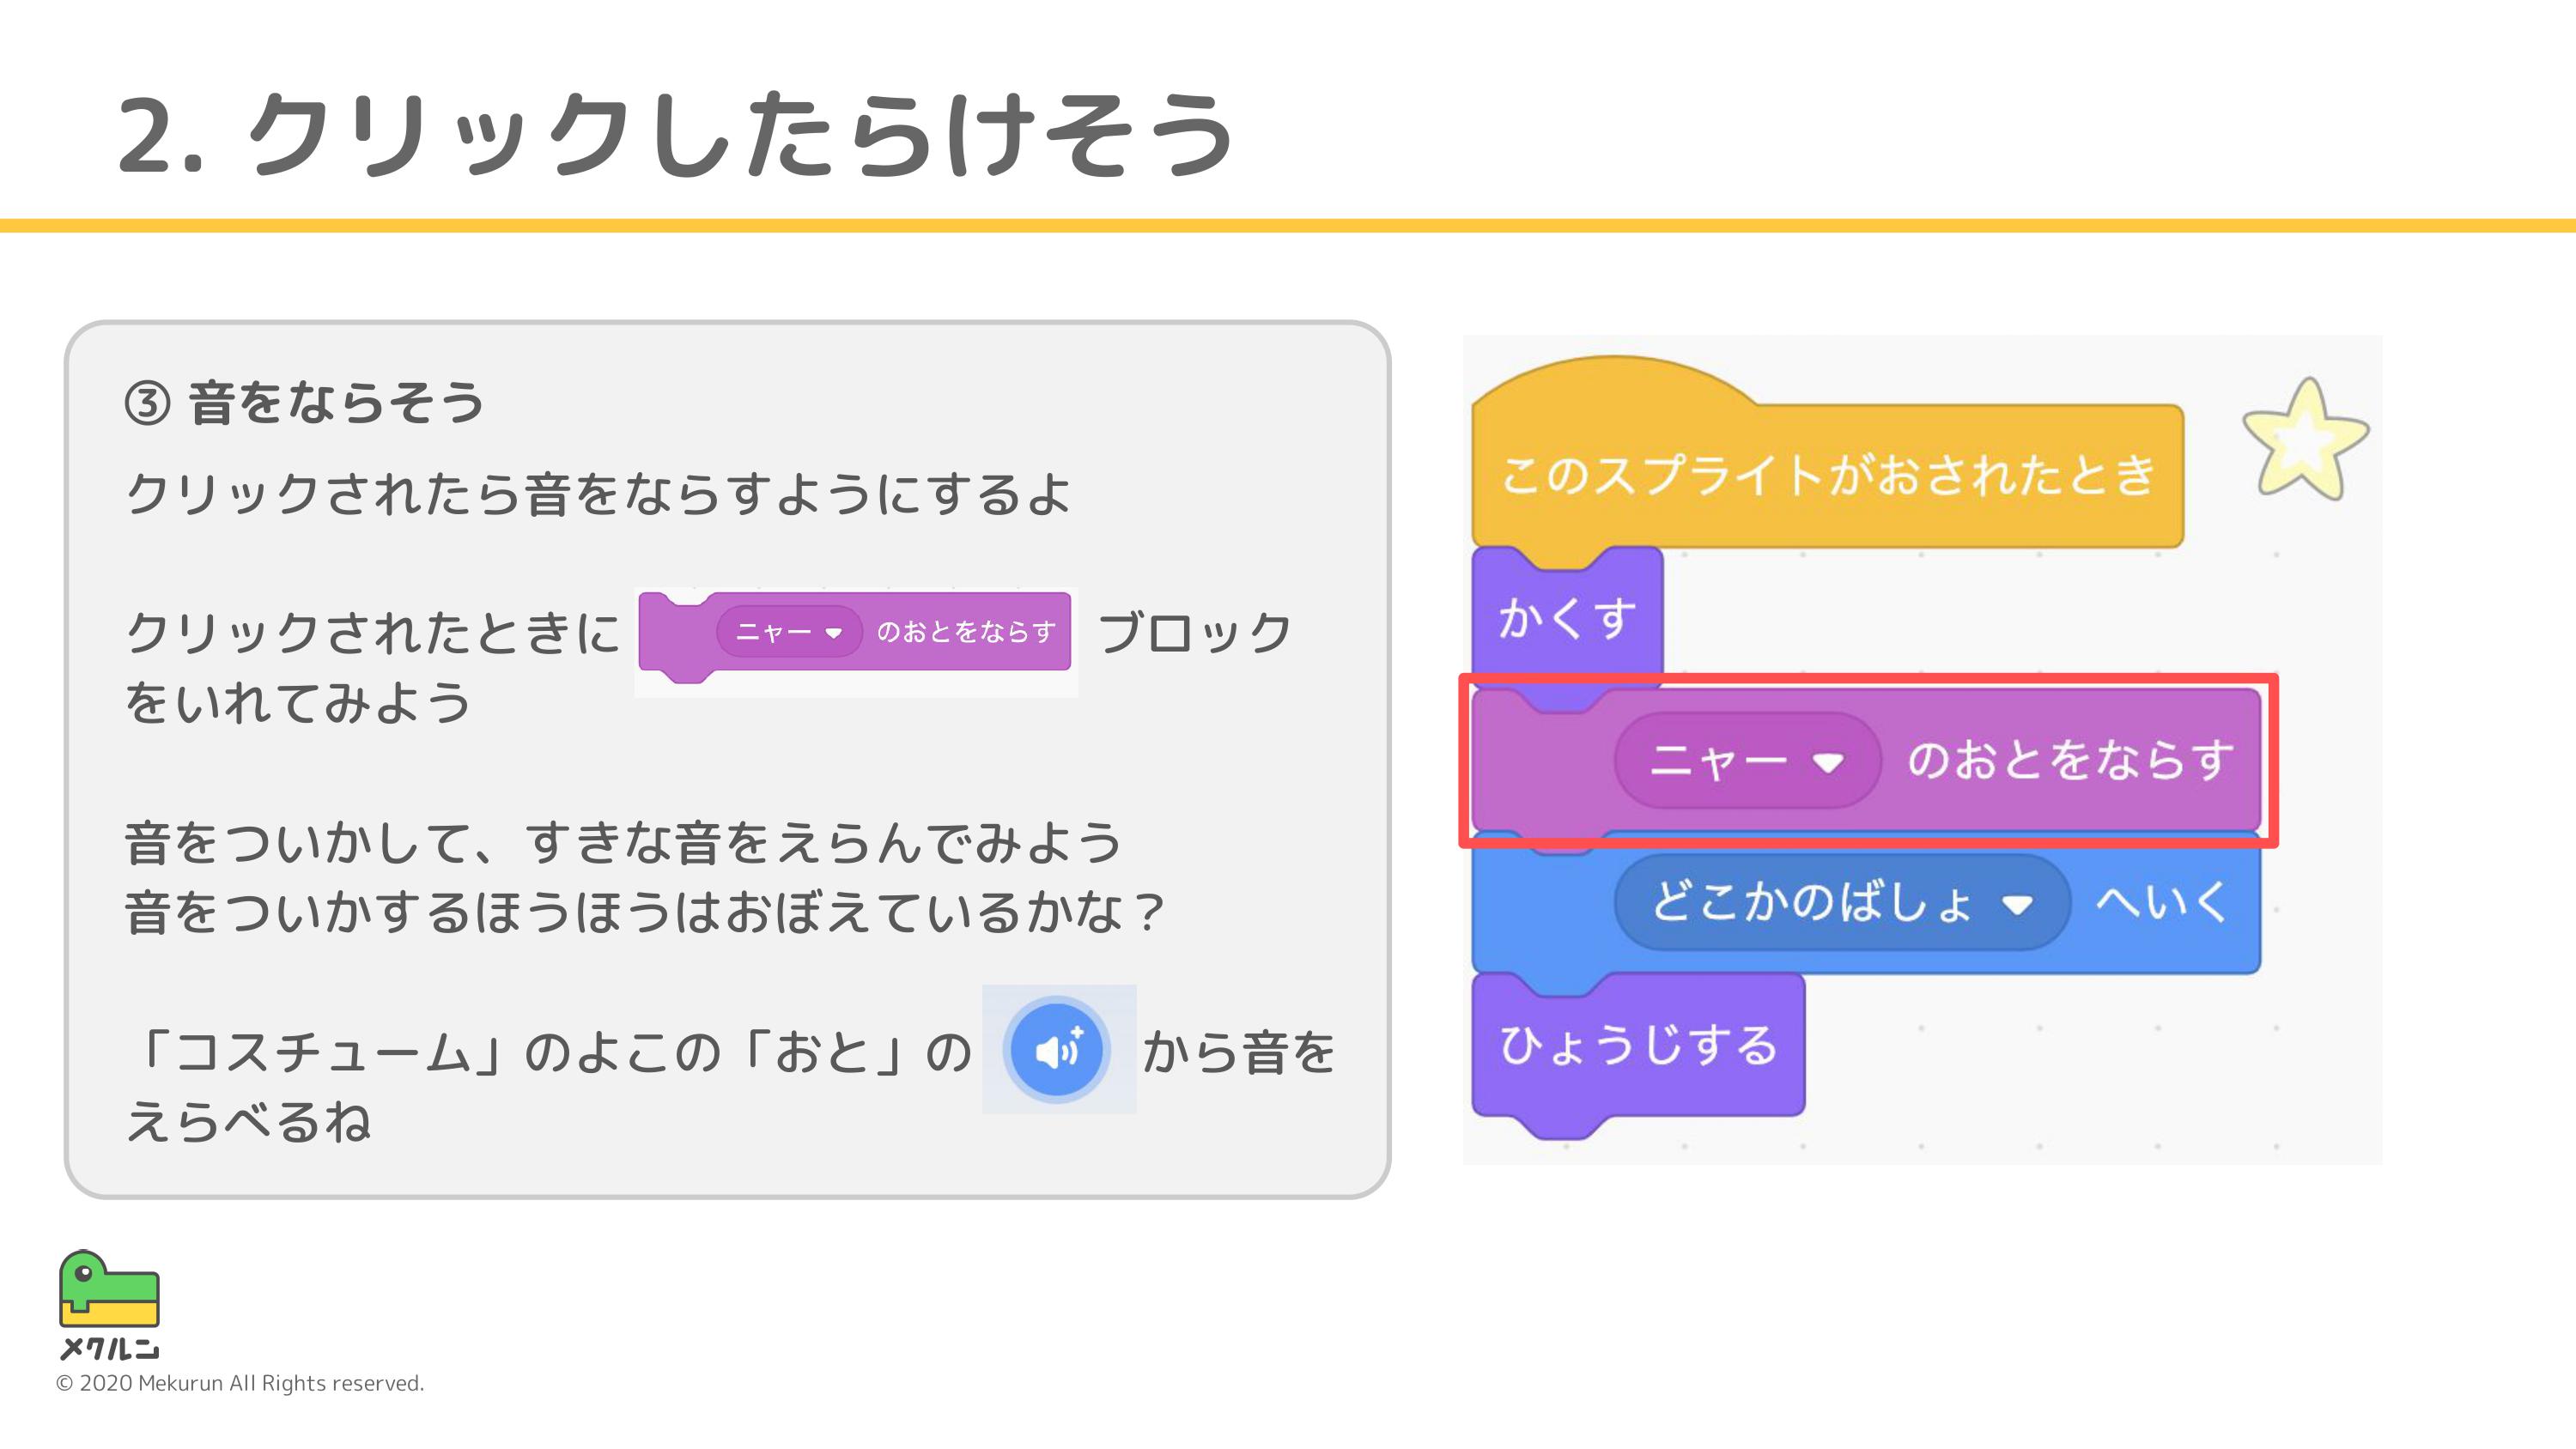 2. クリックしたらけそう
③ 音をならそう
クリックされたら音をならすようにするよ
クリックされたときに ニャー のおとをならす ブロック
をいれてみよう
音をついかして、すきな音をえらんでみよう
音をついかするほうほうはおぼえているかな？
「コスチューム」のよこの「おと」の から音を
えらべるね
このスプライトがおされたとき
かくす
ニャー のおとをならす
どこかのばしょ へいく
ひょうじする
メクルン
© 2020 Mekurun All Rights reserved.